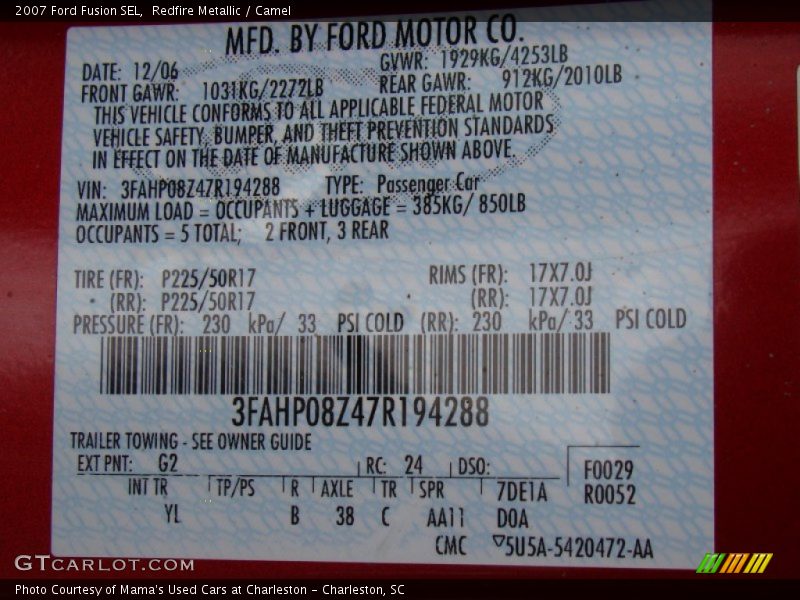 2007 Ford Fusion SEL,  Redfire Metallic / Camel
MFD. BY FORD MOTOR CO.
DATE: 12/06 GVWR: 1929KG/4253LB
FRONT GAWR: 1031KG/2272LB REAR GAWR: 912KG/2010LB
THIS VEHICLE CONFORMS TO ALL APPLICABLE FEDERAL MOTOR
VEHICLE SAFETY, BUMPER, AND THEFT PREVENTION STANDARDS
IN EFFECT ON THE DATE OF MANUFACTURE SHOWN ABOVE.
VIN: 3FAHP08Z47R194288 TYPE: Passenger Car
MAXIMUM LOAD = OCCUPANTS + LUGGAGE = 385KG/ 850LB
OCCUPANTS = 5 TOTAL; 2 FRONT, 3 REAR
TIRE (FR): P225/50R17 RIMS (FR): 17X7.0J
(RR): P225/50R17 (RR): 17X7.0J
PRESSURE (FR): 230 kPa/ 33 PSI COLD (RR): 230 kPa/ 33 PSI COLD
3FAHP08Z47R194288
TRAILER TOWING - SEE OWNER GUIDE
EXT PNT: G2 RC: 24 DSO: F0029
INT TR TP/PS R AXLE TR SPR 7DE1A R0052
YL B 38 C AA11 D0A
CMC ▽5U5A-5420472-AA
GTCARLOT.COM
Photo Courtesy of Mama's Used Cars at Charleston - Charleston, SC